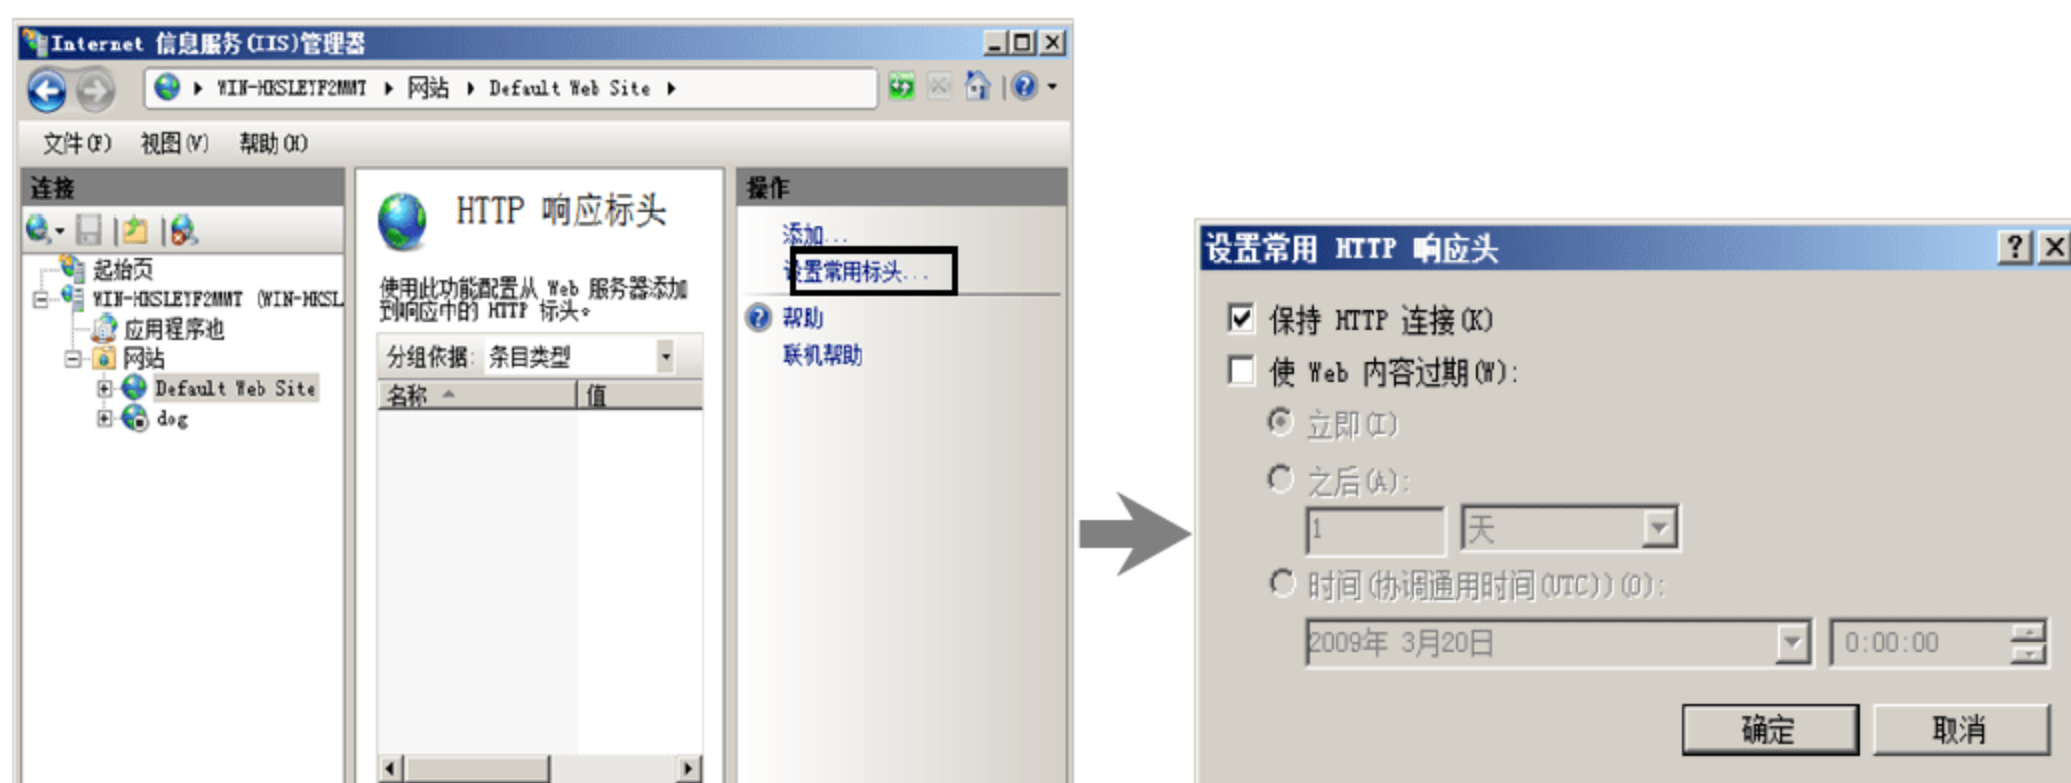 Internet 信息服务(IIS)管理器
WIN-HKSLEYF2MMT 网站 Default Web Site
文件(F) 视图(V) 帮助(H)
连接
起始页
WIN-HKSLEYF2MMT (WIN-HKSL
应用程序池
网站
Default Web Site
dog
HTTP 响应标头
使用此功能配置从 Web 服务器添加
到响应中的 HTTP 标头。
分组依据: 条目类型
名称 值
操作
添加...
设置常用标头...
帮助
联机帮助
设置常用 HTTP 响应头
保持 HTTP 连接(K)
使 Web 内容过期(W):
立即(I)
之后(A):
1 天
时间(协调通用时间(UTC))(O):
2009年 3月20日 0:00:00
确定 取消